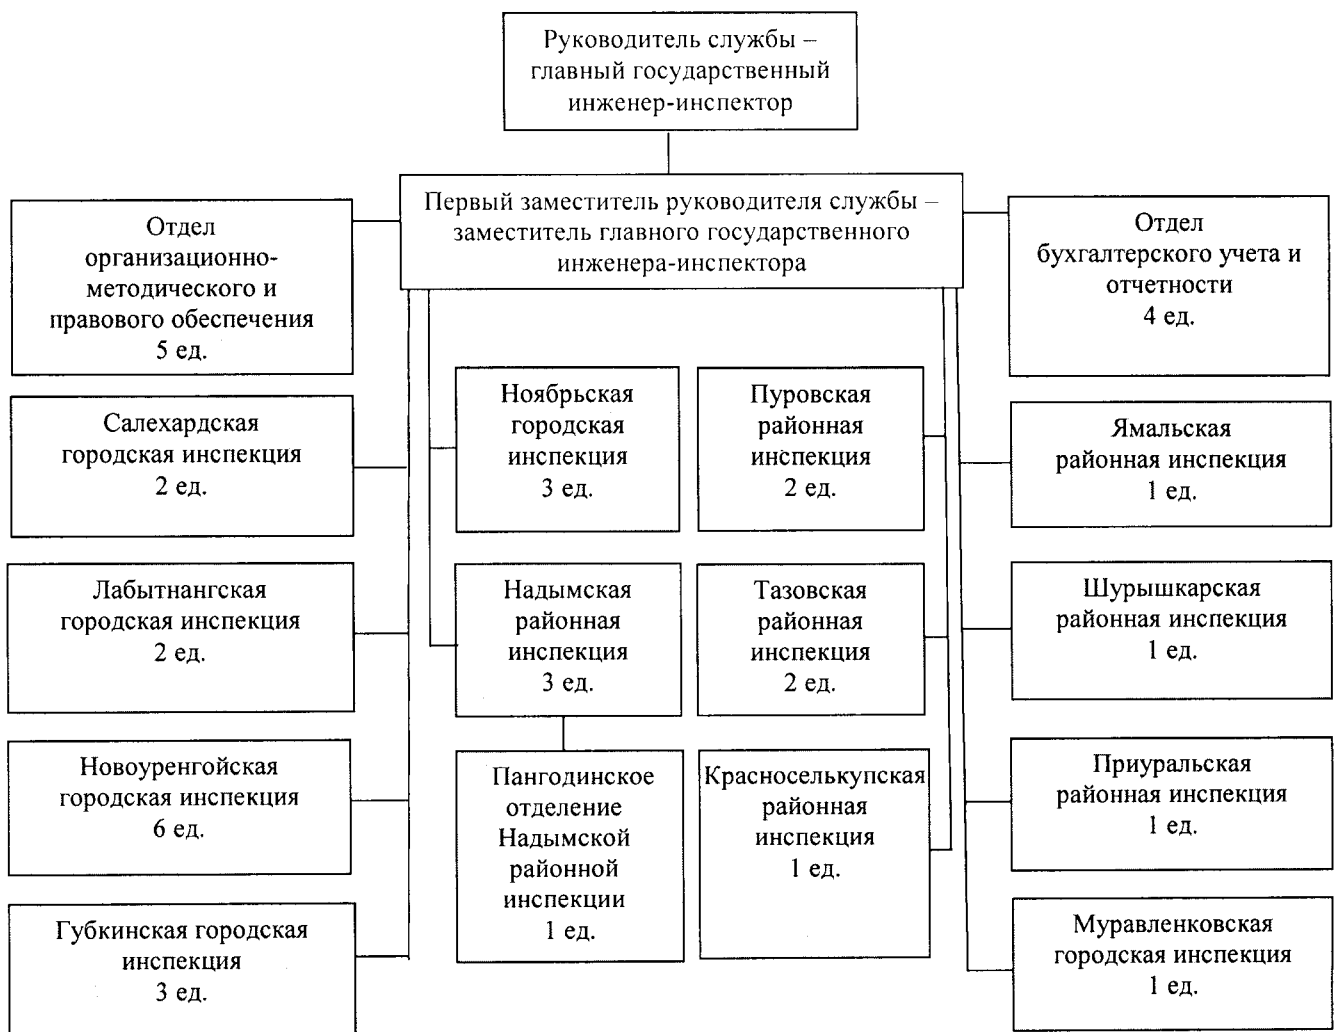 Руководитель службы –
главный государственный
инженер-инспектор
Первый заместитель руководителя службы –
заместитель главного государственного
инженера-инспектора
Отдел
организационно-
методического и
правового обеспечения
5 ед.
Отдел
бухгалтерского учета и
отчетности
4 ед.
Салехардская
городская инспекция
2 ед.
Ноябрьская
городская
инспекция
3 ед.
Пуровская
районная
инспекция
2 ед.
Ямальская
районная инспекция
1 ед.
Лабытнангская
городская инспекция
2 ед.
Надымская
районная
инспекция
3 ед.
Тазовская
районная
инспекция
2 ед.
Шурышкарская
районная инспекция
1 ед.
Новоуренгойская
городская инспекция
6 ед.
Пангодинское
отделение
Надымской
районной
инспекции
1 ед.
Красноселькупская
районная
инспекция
1 ед.
Приуральская
районная инспекция
1 ед.
Губкинская городская
инспекция
3 ед.
Муравленковская
городская инспекция
1 ед.